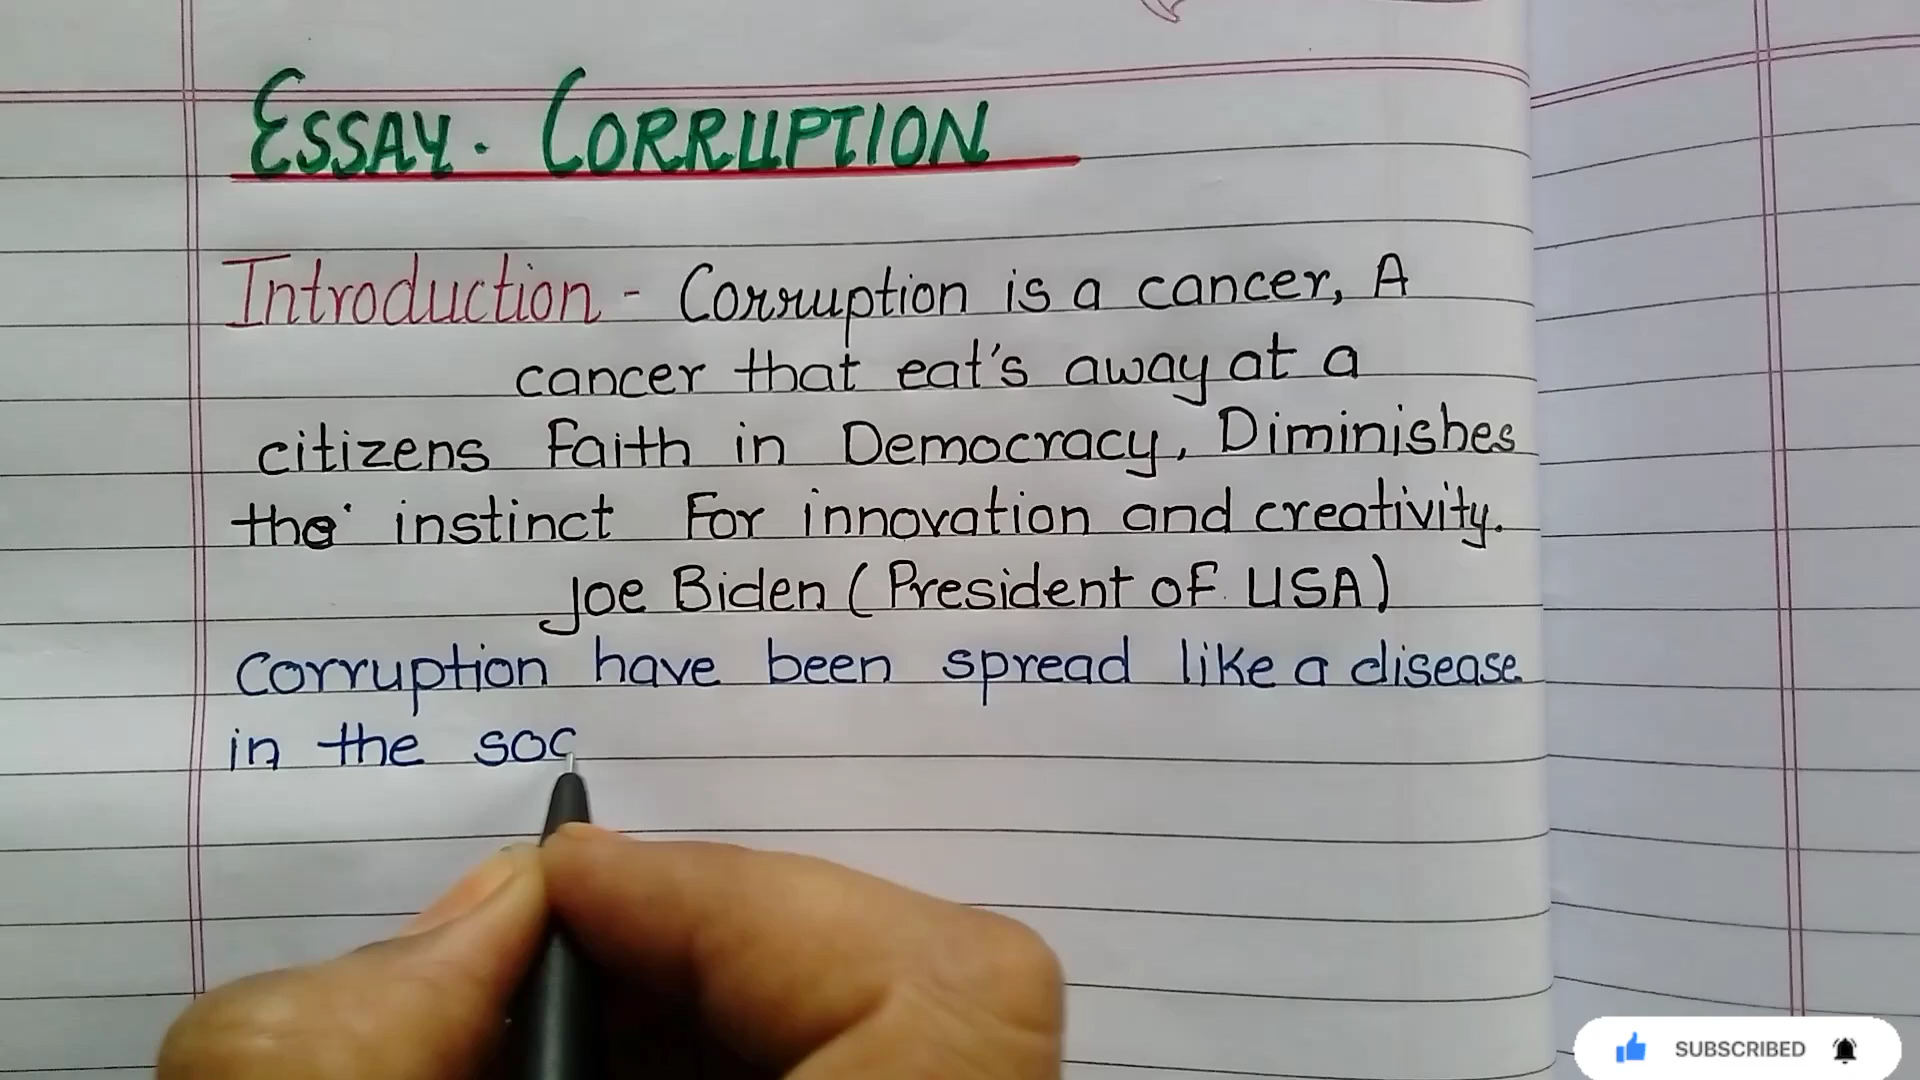 ESSAY. CORRUPTION
Introduction - Corruption is a cancer, A
cancer that eat's away at a
citizens Faith in Democracy, Diminishes
the instinct For innovation and creativity.
Joe Biden (President of USA)
Corruption have been spread like a disease
in the soc
SUBSCRIBED